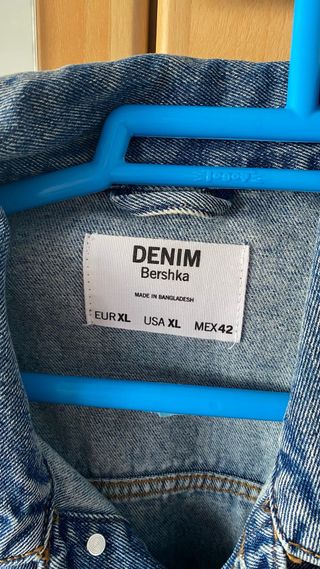 DENIM
Bershka
MADE IN BANGLADESH
EUR XL USA XL MEX 42